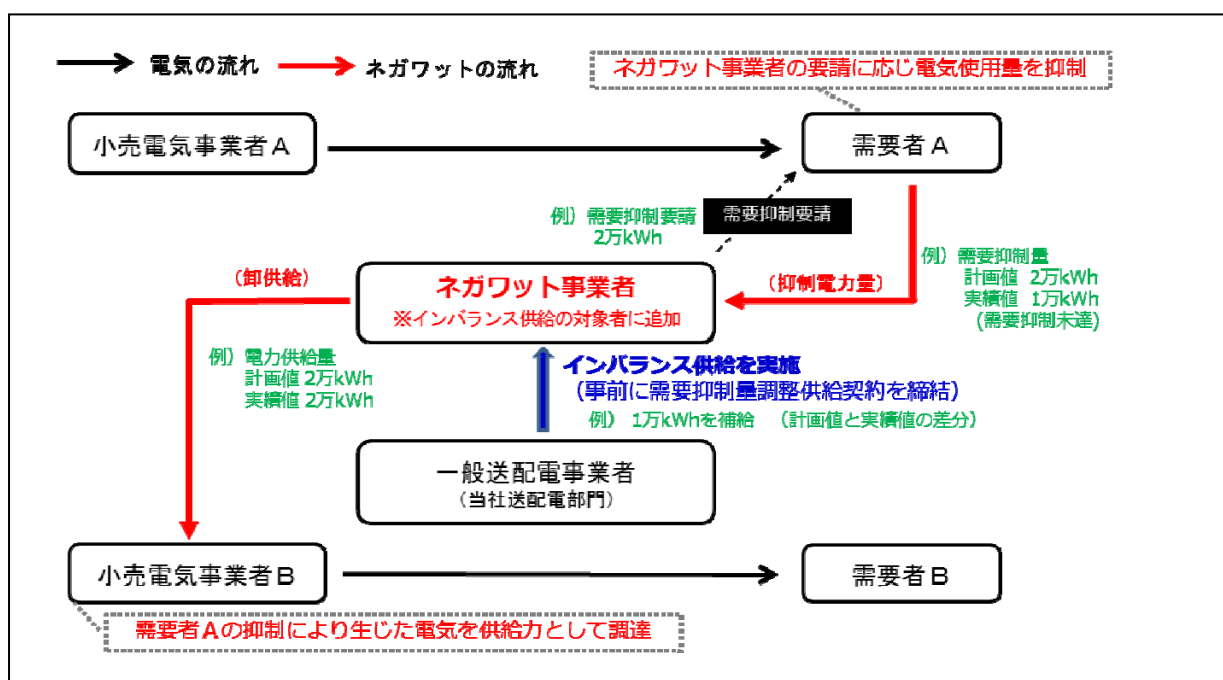 電気の流れ
ネガワットの流れ
ネガワット事業者の要請に応じ電気使用量を抑制
小売電気事業者A
需要者A
例）需要抑制要請
2万kWh
需要抑制要請
例）需要抑制量
計画値 2万kWh
実績値 1万kWh
(需要抑制未達)
（卸供給）
ネガワット事業者
※インバランス供給の対象者に追加
（抑制電力量）
例）電力供給量
計画値 2万kWh
実績値 2万kWh
インバランス供給を実施
(事前に需要抑制量調整供給契約を締結)
例） 1万kWhを補給 （計画値と実績値の差分）
一般送配電事業者
（当社送配電部門）
小売電気事業者B
需要者B
需要者Aの抑制により生じた電気を供給力として調達